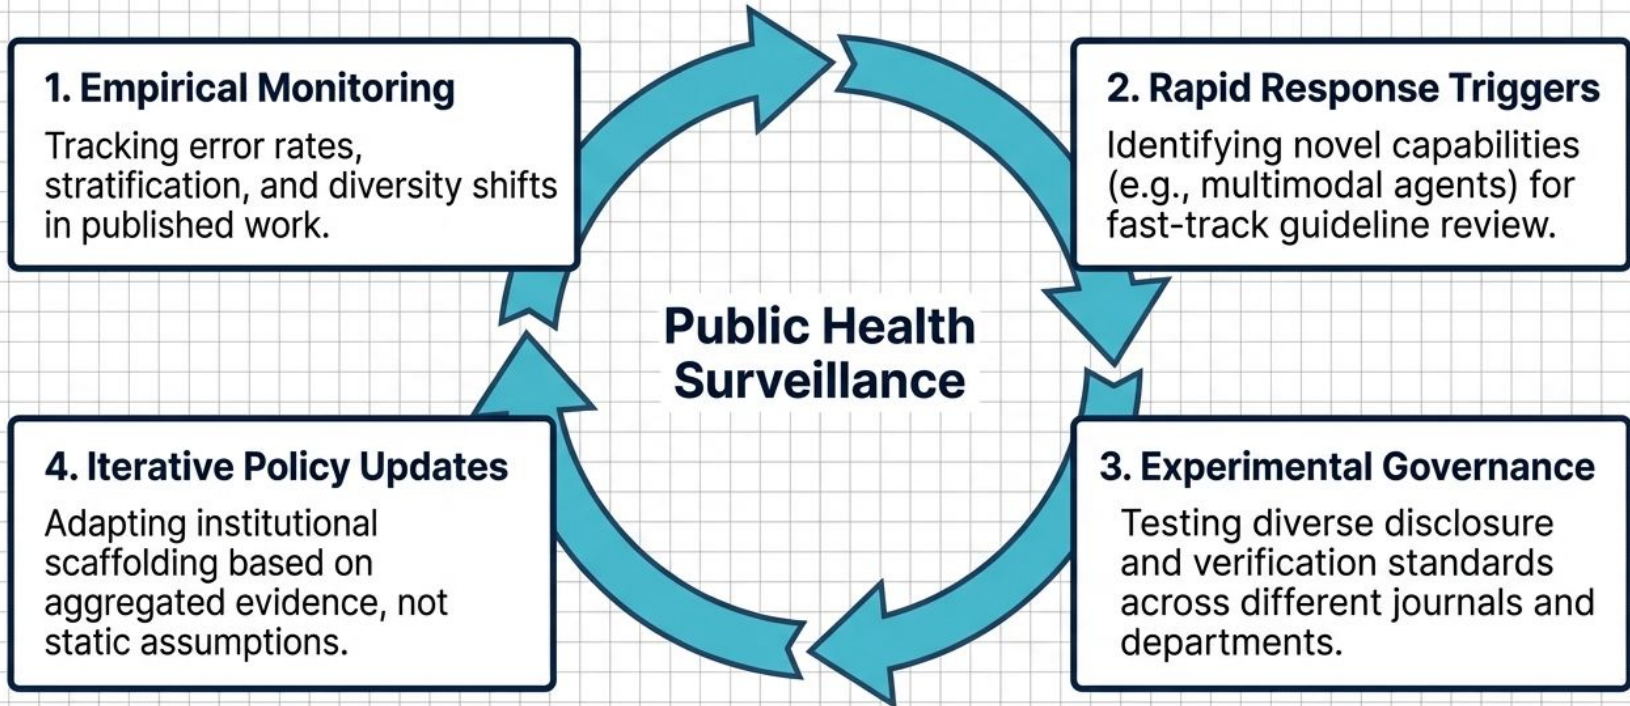 1. Empirical Monitoring
Tracking error rates,
stratification, and diversity shifts
in published work.
2. Rapid Response Triggers
Identifying novel capabilities
(e.g., multimodal agents) for
fast-track guideline review.
Public Health
Surveillance
3. Experimental Governance
Testing diverse disclosure
and verification standards
across different journals and
departments.
4. Iterative Policy Updates
Adapting institutional
scaffolding based on
aggregated evidence, not
static assumptions.